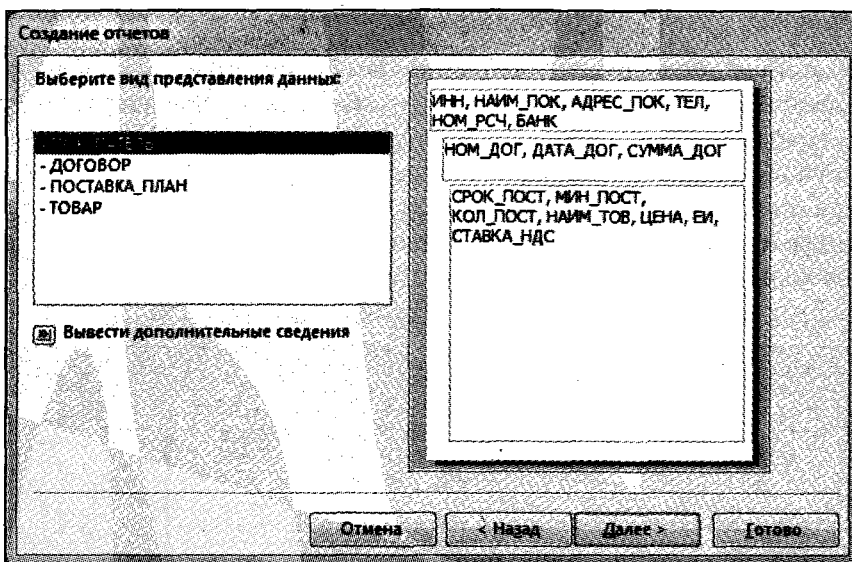 Создание отчетов
Выберите вид представления данных:
- ДОГОВОР
- ПОСТАВКА_ПЛАН
- ТОВАР
Вывести дополнительные сведения
ИНН, НАИМ_ПОК, АДРЕС_ПОК, ТЕЛ,
НОМ_РСЧ, БАНК
НОМ_ДОГ, ДАТА_ДОГ, СУММА_ДОГ
СРОК_ПОСТ, МИН_ПОСТ,
КОЛ_ПОСТ, НАИМ_ТОВ, ЦЕНА, ЕИ,
СТАВКА_НДС
Отмена
< Назад
Далее >
Готово